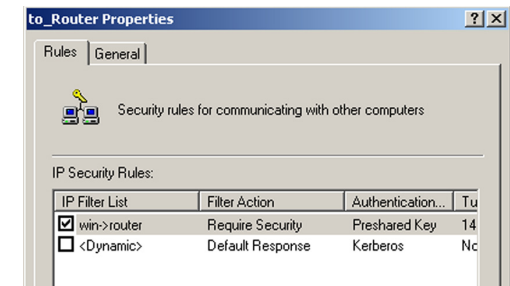 to_Router Properties
Rules General
Security rules for communicating with other computers
IP Security Rules:
IP Filter List Filter Action Authentication... Tu
win->router Require Security Preshared Key 14
<Dynamic> Default Response Kerberos Nc